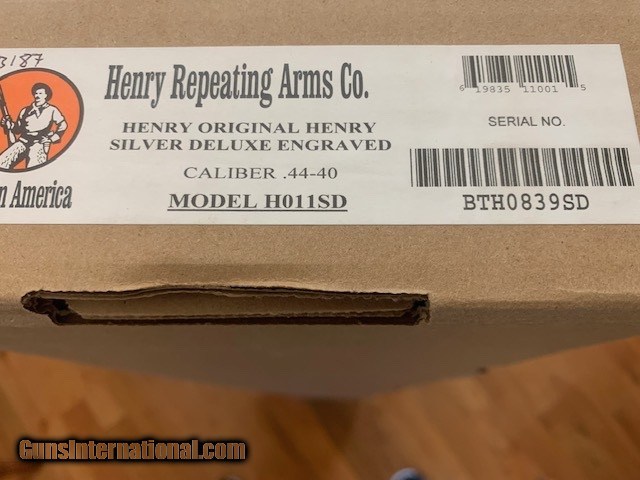 3187
Henry Repeating Arms Co.
HENRY ORIGINAL HENRY
SILVER DELUXE ENGRAVED
CALIBER .44-40
MODEL H011SD
6 19835 11001 5
SERIAL NO.
BTH0839SD
in America
GunsInternational.com